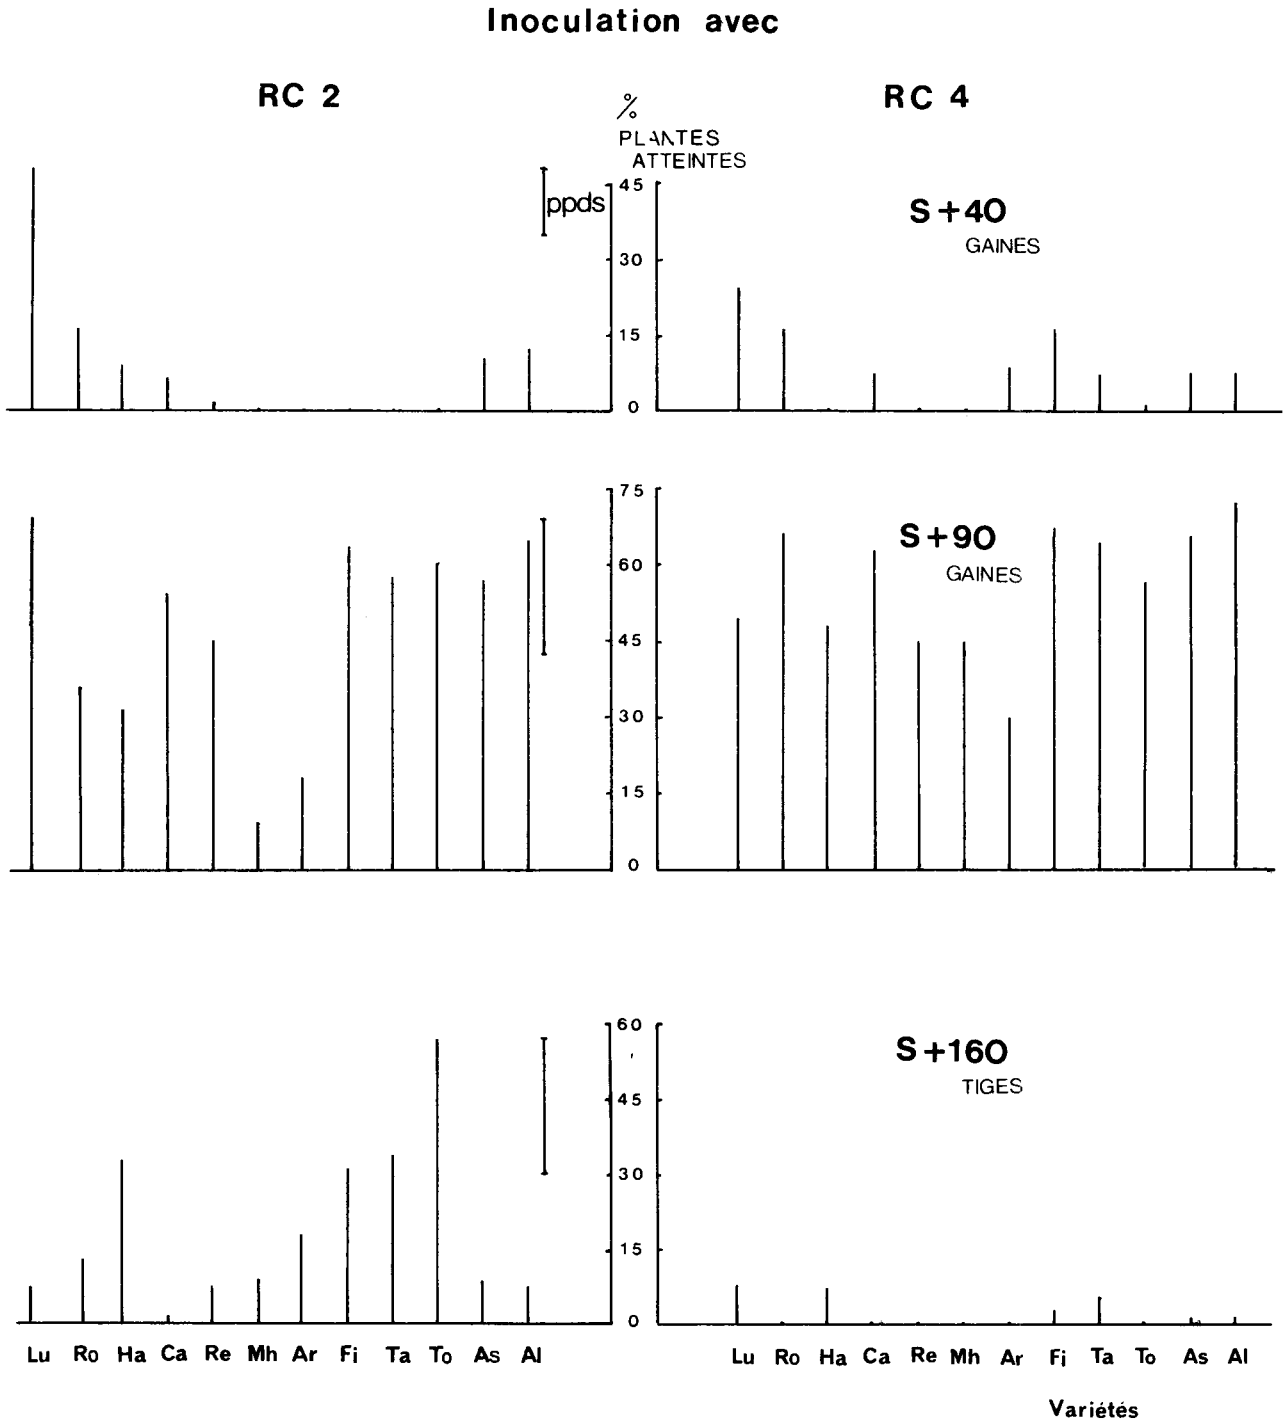 Inoculation avec
RC 2
RC 4
%
PLANTES
ATTEINTES
ppds
45
30
15
0
S+40
GAINES
75
60
45
30
15
0
S+90
GAINES
60
45
30
15
0
S+160
TIGES
Lu Ro Ha Ca Re Mh Ar Fi Ta To As Al
Lu Ro Ha Ca Re Mh Ar Fi Ta To As Al
Variétés